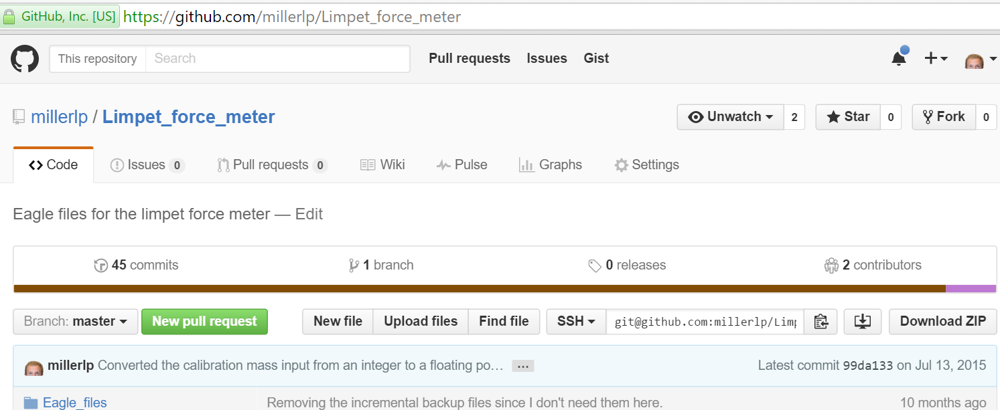 GitHub, Inc. [US] https://github.com/millerlp/Limpet_force_meter
This repository Search Pull requests Issues Gist
millerlp / Limpet_force_meter Unwatch 2 Star 0 Fork 0
Code Issues 0 Pull requests 0 Wiki Pulse Graphs Settings
Eagle files for the limpet force meter — Edit
45 commits 1 branch 0 releases 2 contributors
Branch: master New pull request New file Upload files Find file SSH git@github.com:millerlp/Limp Download ZIP
millerlp Converted the calibration mass input from an integer to a floating po… … Latest commit 99da133 on Jul 13, 2015
Eagle_files Removing the incremental backup files since I don't need them here. 10 months ago